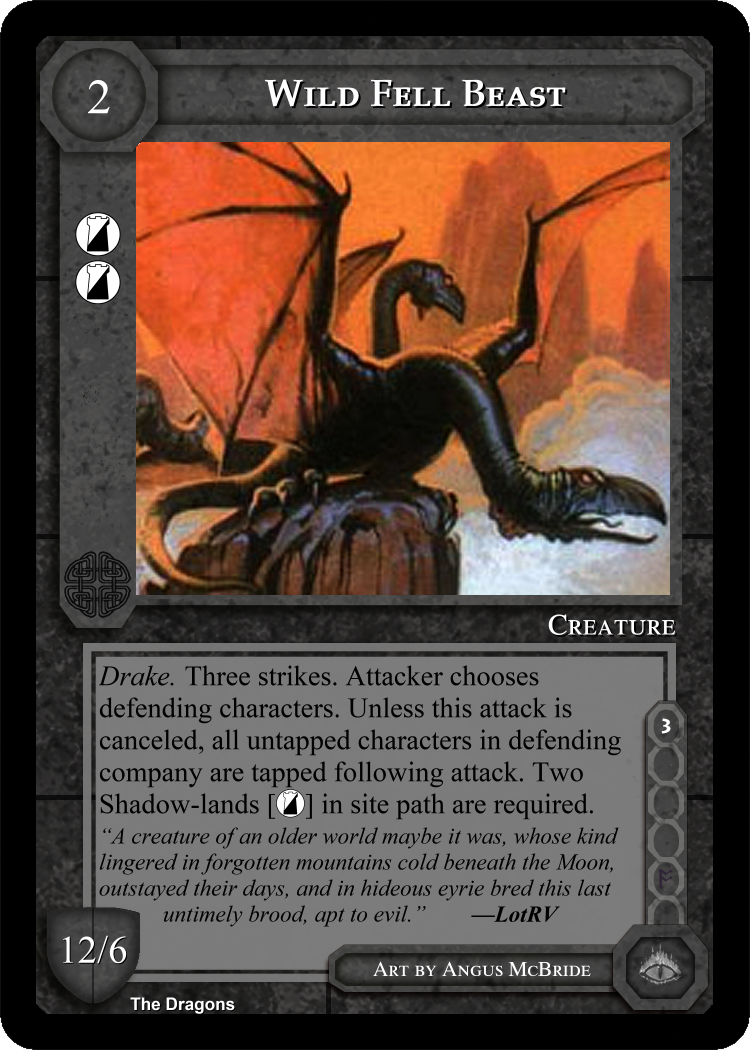 2
Wild Fell Beast
Creature
Drake. Three strikes. Attacker chooses
defending characters. Unless this attack is
canceled, all untapped characters in defending
company are tapped following attack. Two
Shadow-lands [ ] in site path are required.
“A creature of an older world maybe it was, whose kind
lingered in forgotten mountains cold beneath the Moon,
outstayed their days, and in hideous eyrie bred this last
untimely brood, apt to evil.” —LotRV
3
12/6
Art by Angus McBride
The Dragons